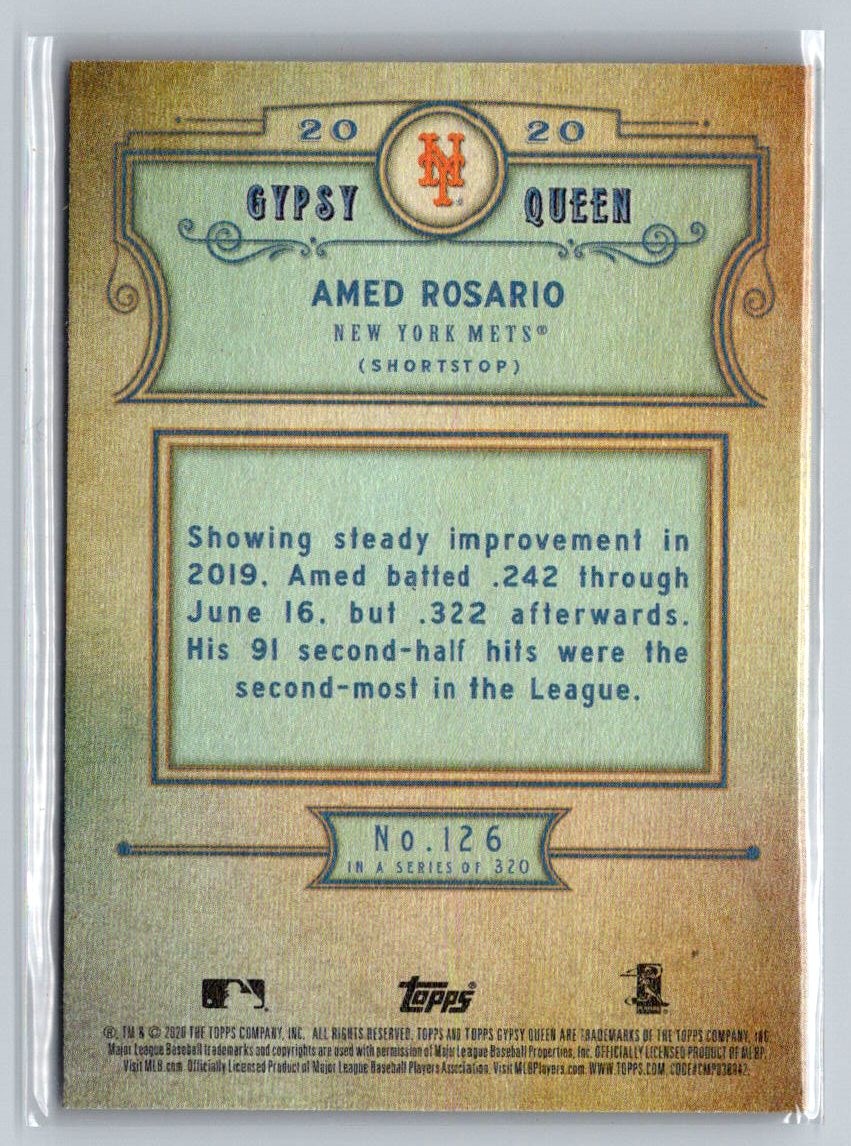 20 20
NY
GYPSY QUEEN
AMED ROSARIO
NEW YORK METS®
(SHORTSTOP)
Showing steady improvement in
2019, Amed batted .242 through
June 16, but .322 afterwards.
His 91 second-half hits were the
second-most in the League.
No.126
IN A SERIES OF 320
Topps®
®, TM & © 2020 THE TOPPS COMPANY, INC. ALL RIGHTS RESERVED. TOPPS AND TOPPS GYPSY QUEEN ARE TRADEMARKS OF THE TOPPS COMPANY, INC.
Major League Baseball trademarks and copyrights are used with permission of Major League Baseball Properties, Inc. OFFICIALLY LICENSED PRODUCT OF MLBP.
Visit MLB.com. Officially Licensed Product of Major League Baseball Players Association. Visit MLBPlayers.com. WWW.TOPPS.COM.